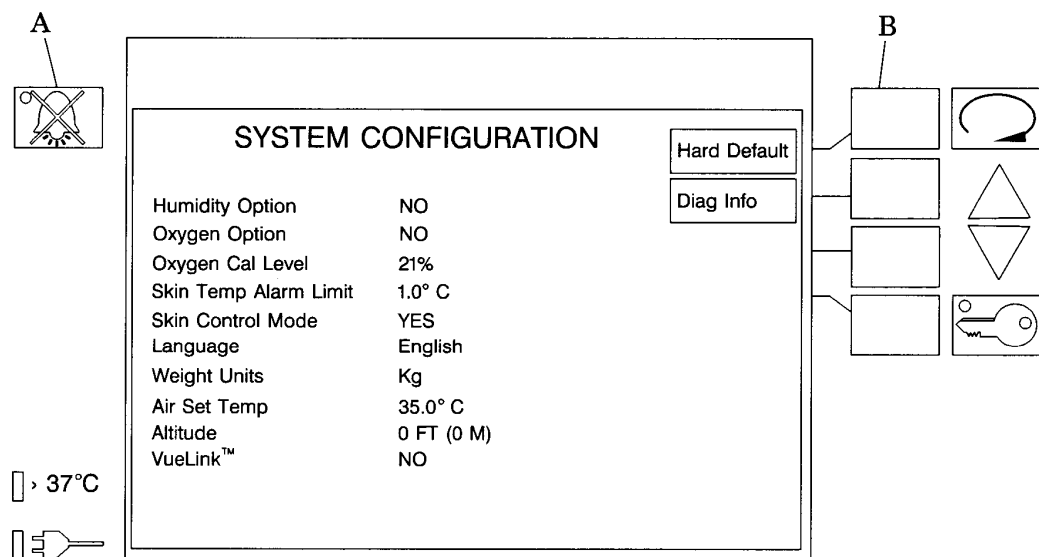 A
B
SYSTEM CONFIGURATION
Hard Default
Diag Info
Humidity Option NO
Oxygen Option NO
Oxygen Cal Level 21%
Skin Temp Alarm Limit 1.0° C
Skin Control Mode YES
Language English
Weight Units Kg
Air Set Temp 35.0° C
Altitude 0 FT (0 M)
VueLink™ NO
› 37°C